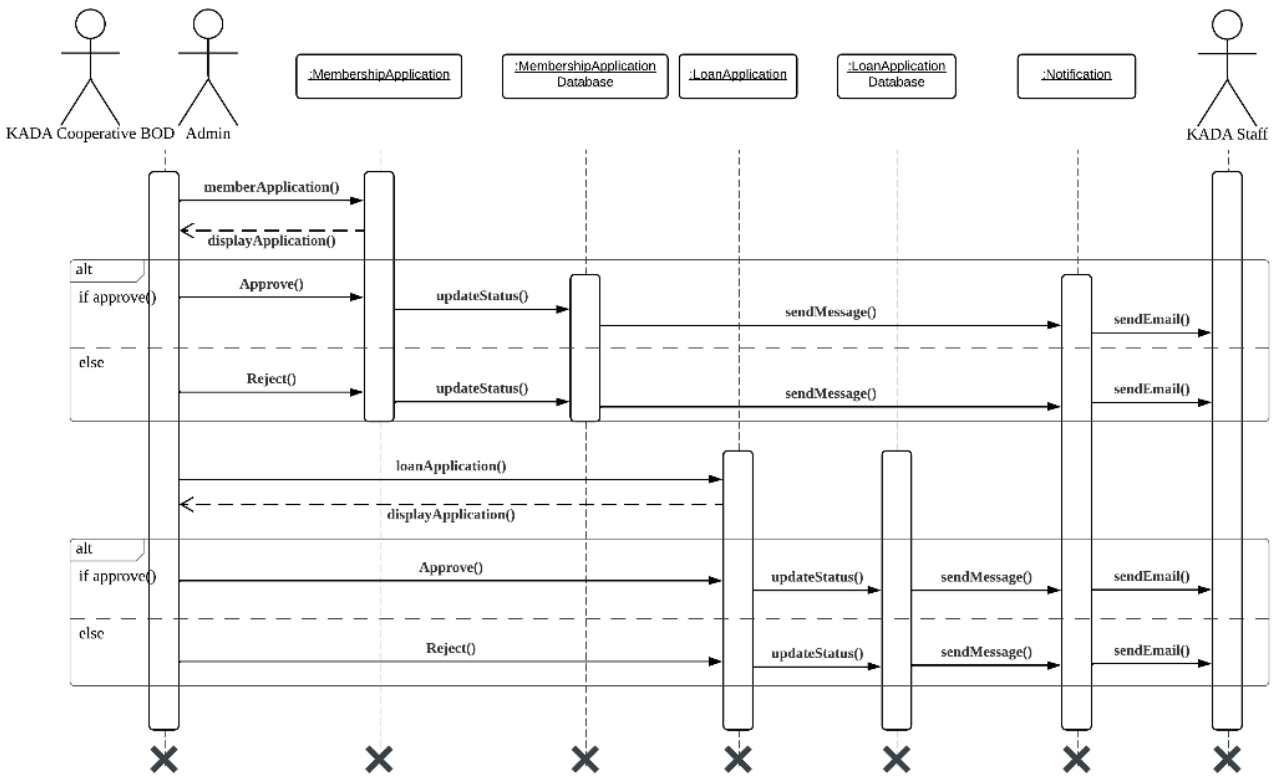 :MembershipApplication
:MembershipApplication
Database
:LoanApplication
:LoanApplication
Database
:Notification
KADA Cooperative BOD
Admin
KADA Staff
memberApplication()
displayApplication()
alt
if approve()
Approve()
updateStatus()
sendMessage()
sendEmail()
else
Reject()
updateStatus()
sendMessage()
sendEmail()
loanApplication()
displayApplication()
alt
if approve()
Approve()
updateStatus()
sendMessage()
sendEmail()
else
Reject()
updateStatus()
sendMessage()
sendEmail()